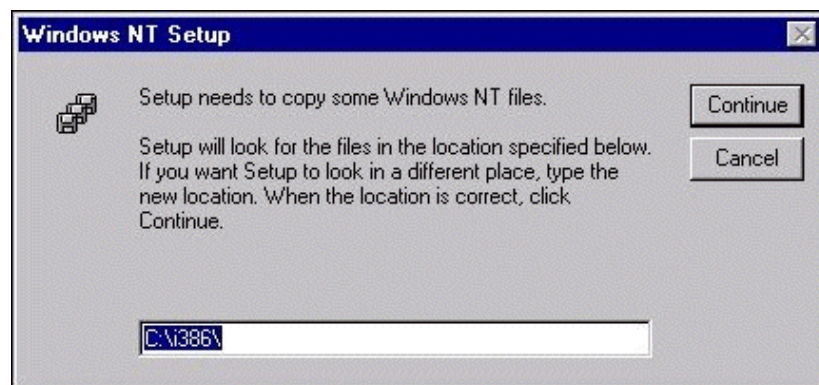 Windows NT Setup
Setup needs to copy some Windows NT files.
Continue
Setup will look for the files in the location specified below.
If you want Setup to look in a different place, type the
new location. When the location is correct, click
Continue.
Cancel
C:\i386\